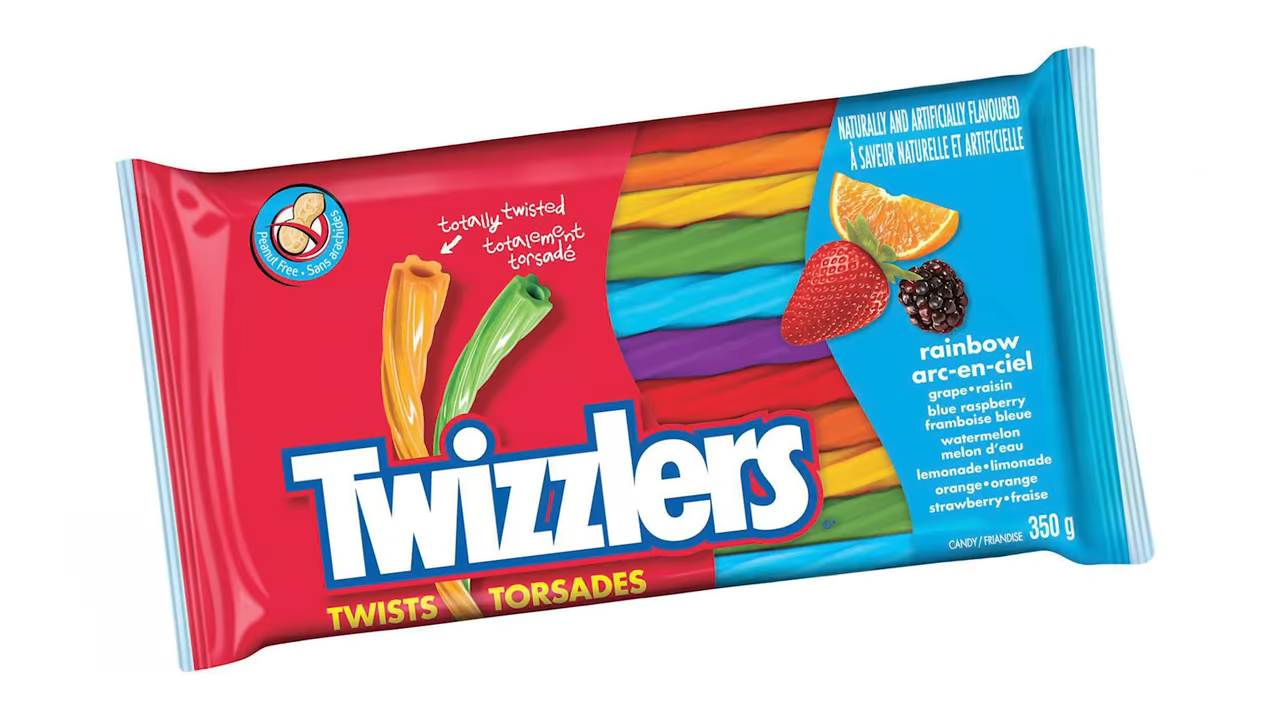 Peanut Free • Sans arachides
totally twisted
totalement
torsadé
Twizzlers
TWISTS TORSADES
NATURALLY AND ARTIFICIALLY FLAVOURED
À SAVEUR NATURELLE ET ARTIFICIELLE
rainbow
arc-en-ciel
grape•raisin
blue raspberry
framboise bleue
watermelon
melon d'eau
lemonade•limonade
orange•orange
strawberry•fraise
CANDY/FRIANDISE 350 g